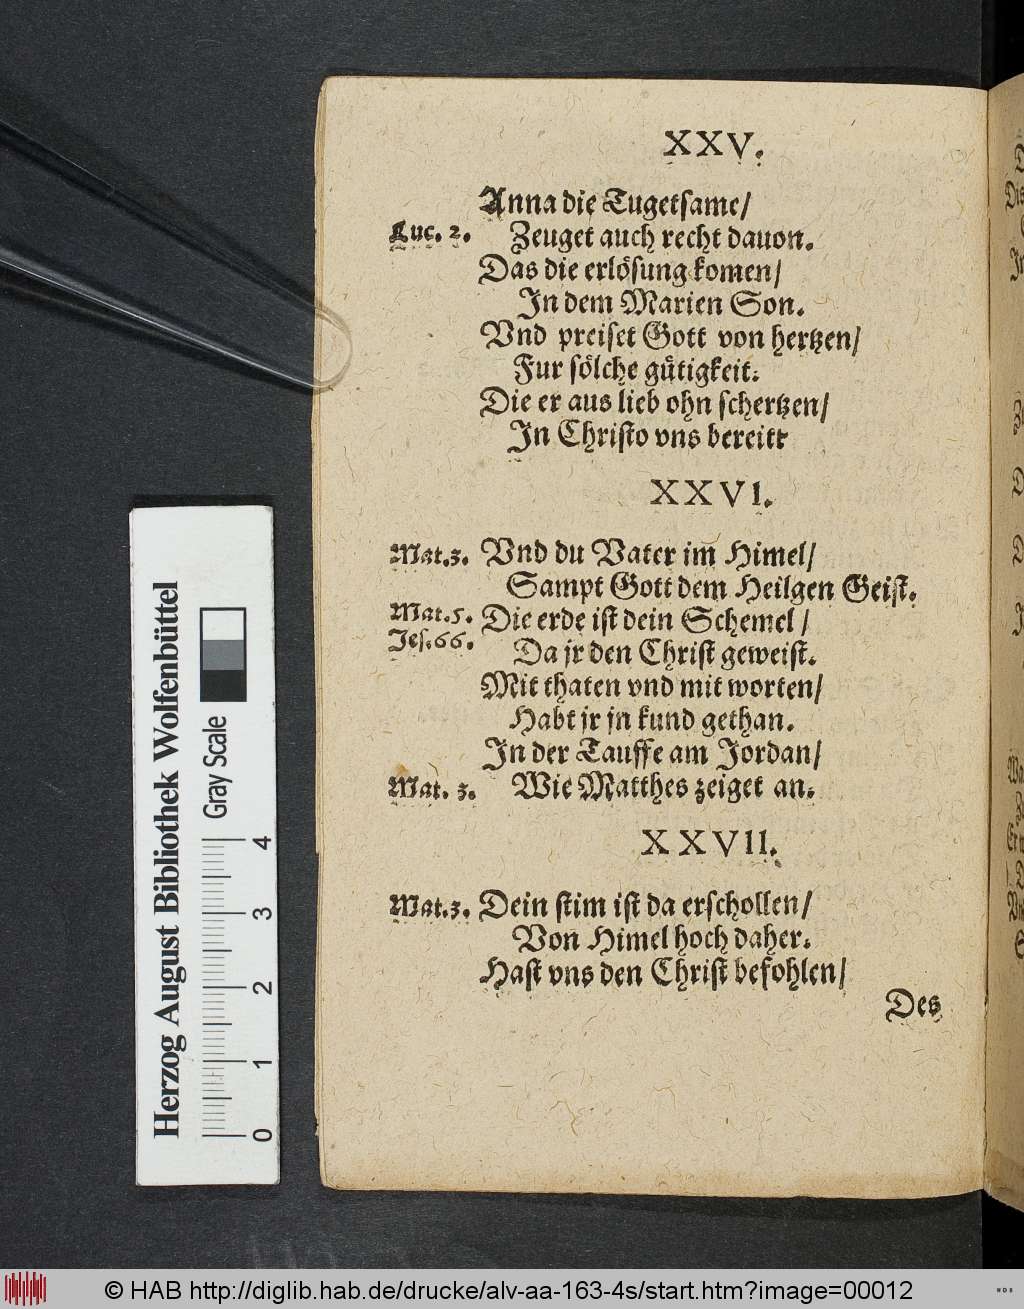 XXV.
Anna die Tugetsame/
Luc. 2. Zeuget auch recht dauon.
Das die erlösung komen/
In dem Marien Son.
Vnd preiset Gott von hertzen/
Fur sölche gütigkeit.
Die er aus lieb ohn schertzen/
In Christo vns bereitt
XXVI.
Mat.3. Vnd du Vater im Himel/
Sampt Gott dem Heilgen Geist.
Mat.5. Die erde ist dein Schemel/
Jes.66. Da jr den Christ geweist.
Mit thaten vnd mit worten/
Habt jr jn kund gethan.
In der Tauffe am Jordan/
Mat. 3. Wie Matthes zeiget an.
XXVII.
Mat.3. Dein stim ist da erschollen/
Von Himel hoch daher.
Hast vns den Christ befohlen/
Des
Herzog August Bibliothek Wolfenbüttel
Gray Scale
0 1 2 3 4
© HAB http://diglib.hab.de/drucke/alv-aa-163-4s/start.htm?image=00012